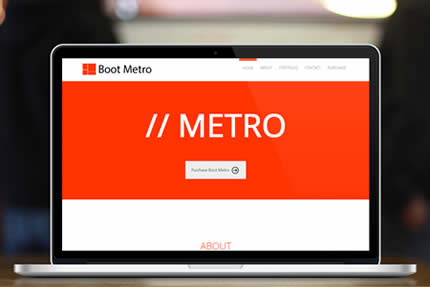 Boot Metro
HOME ABOUT PORTFOLIO CONTACT PURCHASE
// METRO
Purchase Boot Metro
ABOUT